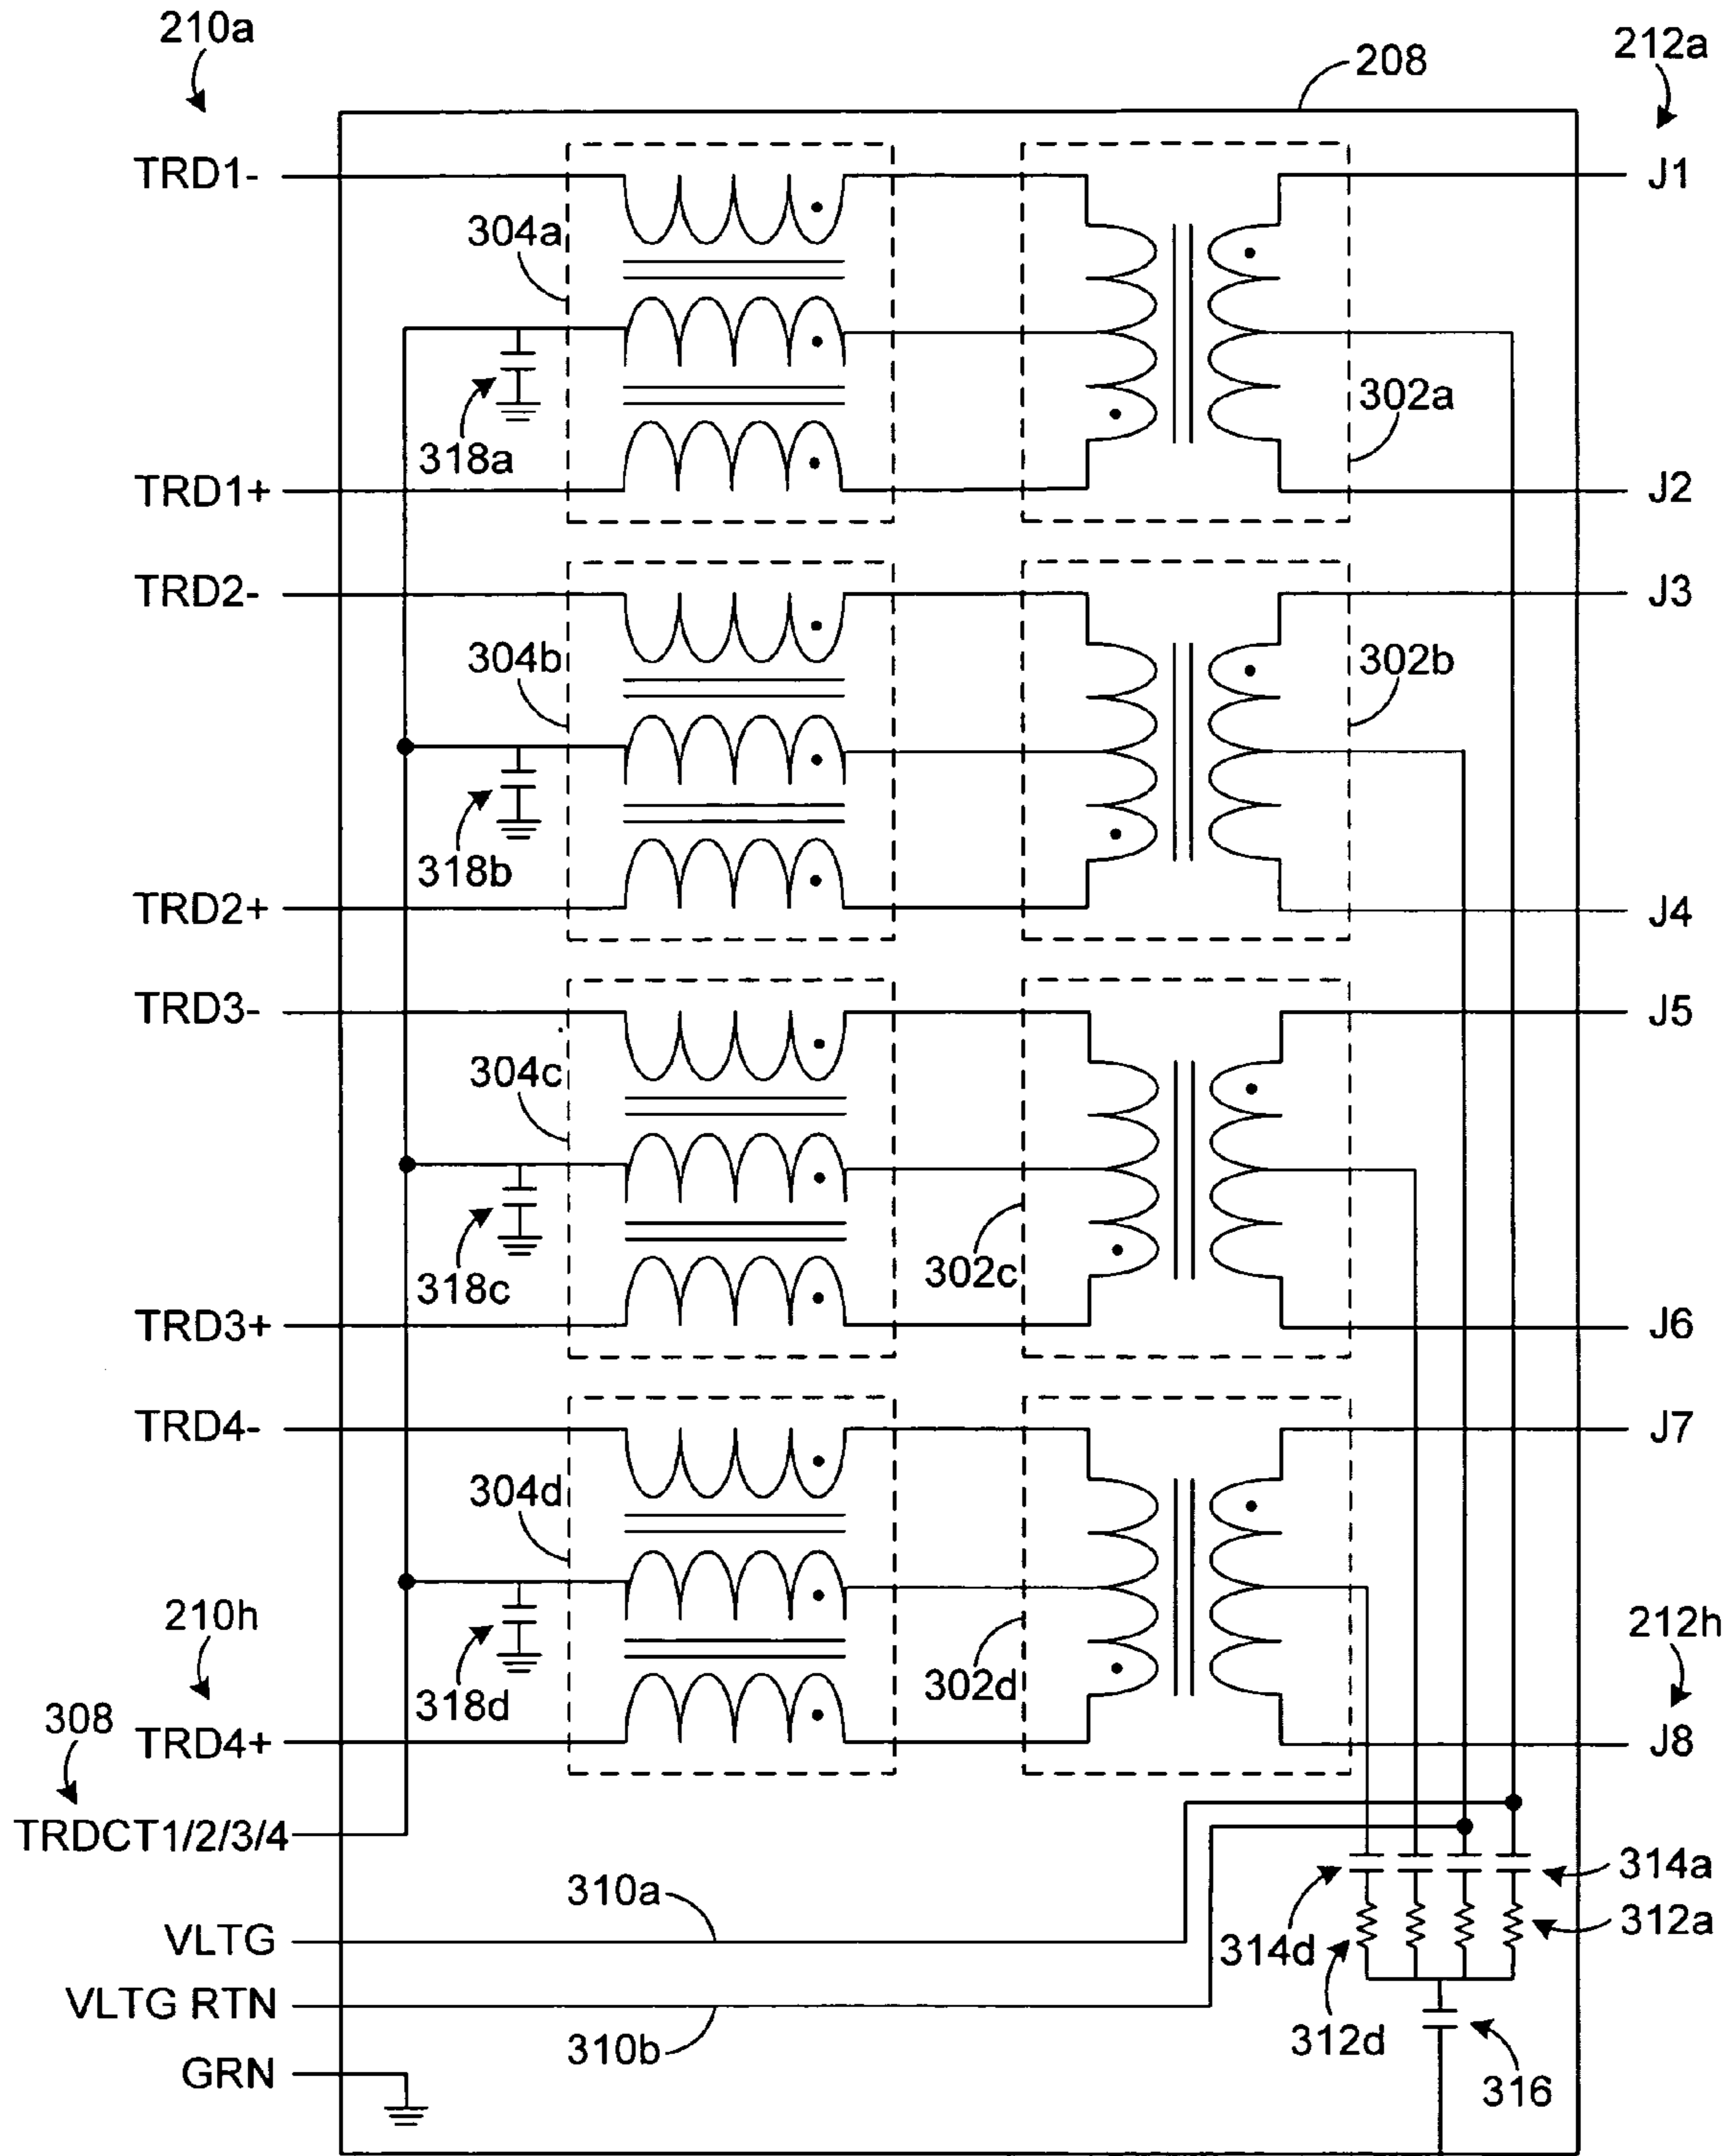 210a
212a
208
TRD1-
J1
304a
302a
318a
TRD1+
J2
TRD2-
J3
304b
302b
318b
TRD2+
J4
TRD3-
J5
304c
302c
318c
TRD3+
J6
TRD4-
J7
304d
210h
212h
302d
318d
308
TRD4+
J8
TRDCT1/2/3/4
314a
310a
312a
VLTG
314d
VLTG RTN
312d
310b
GRN
316